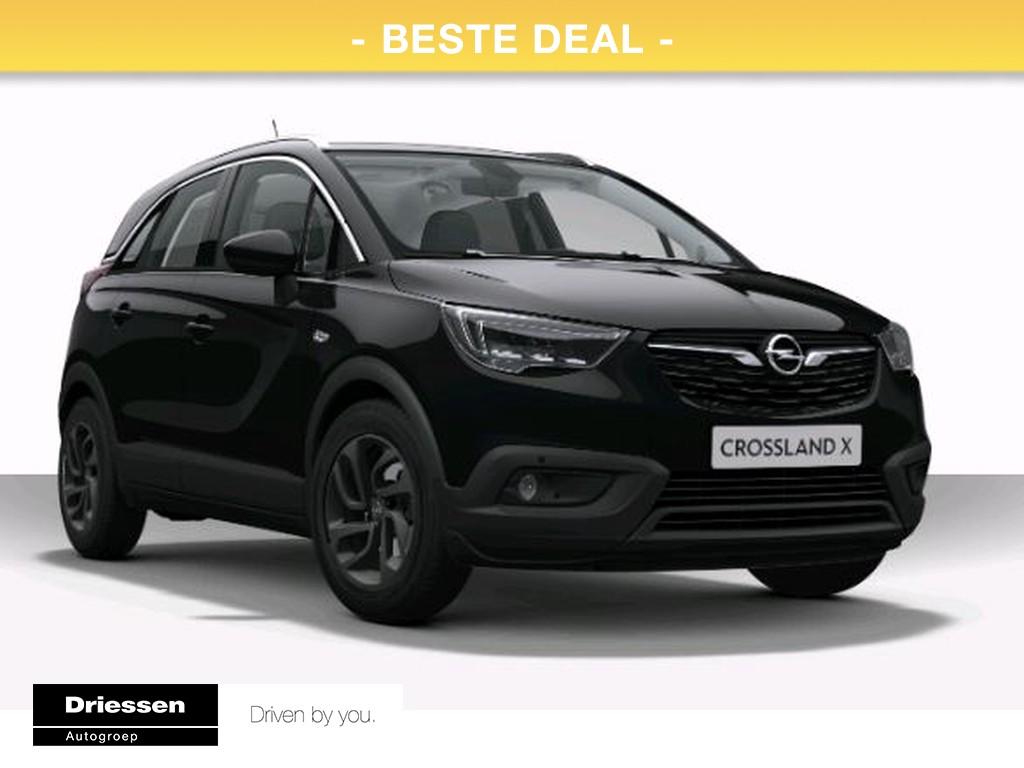 - BESTE DEAL -
CROSSLAND X
Driessen
Autogroep
Driven by you.